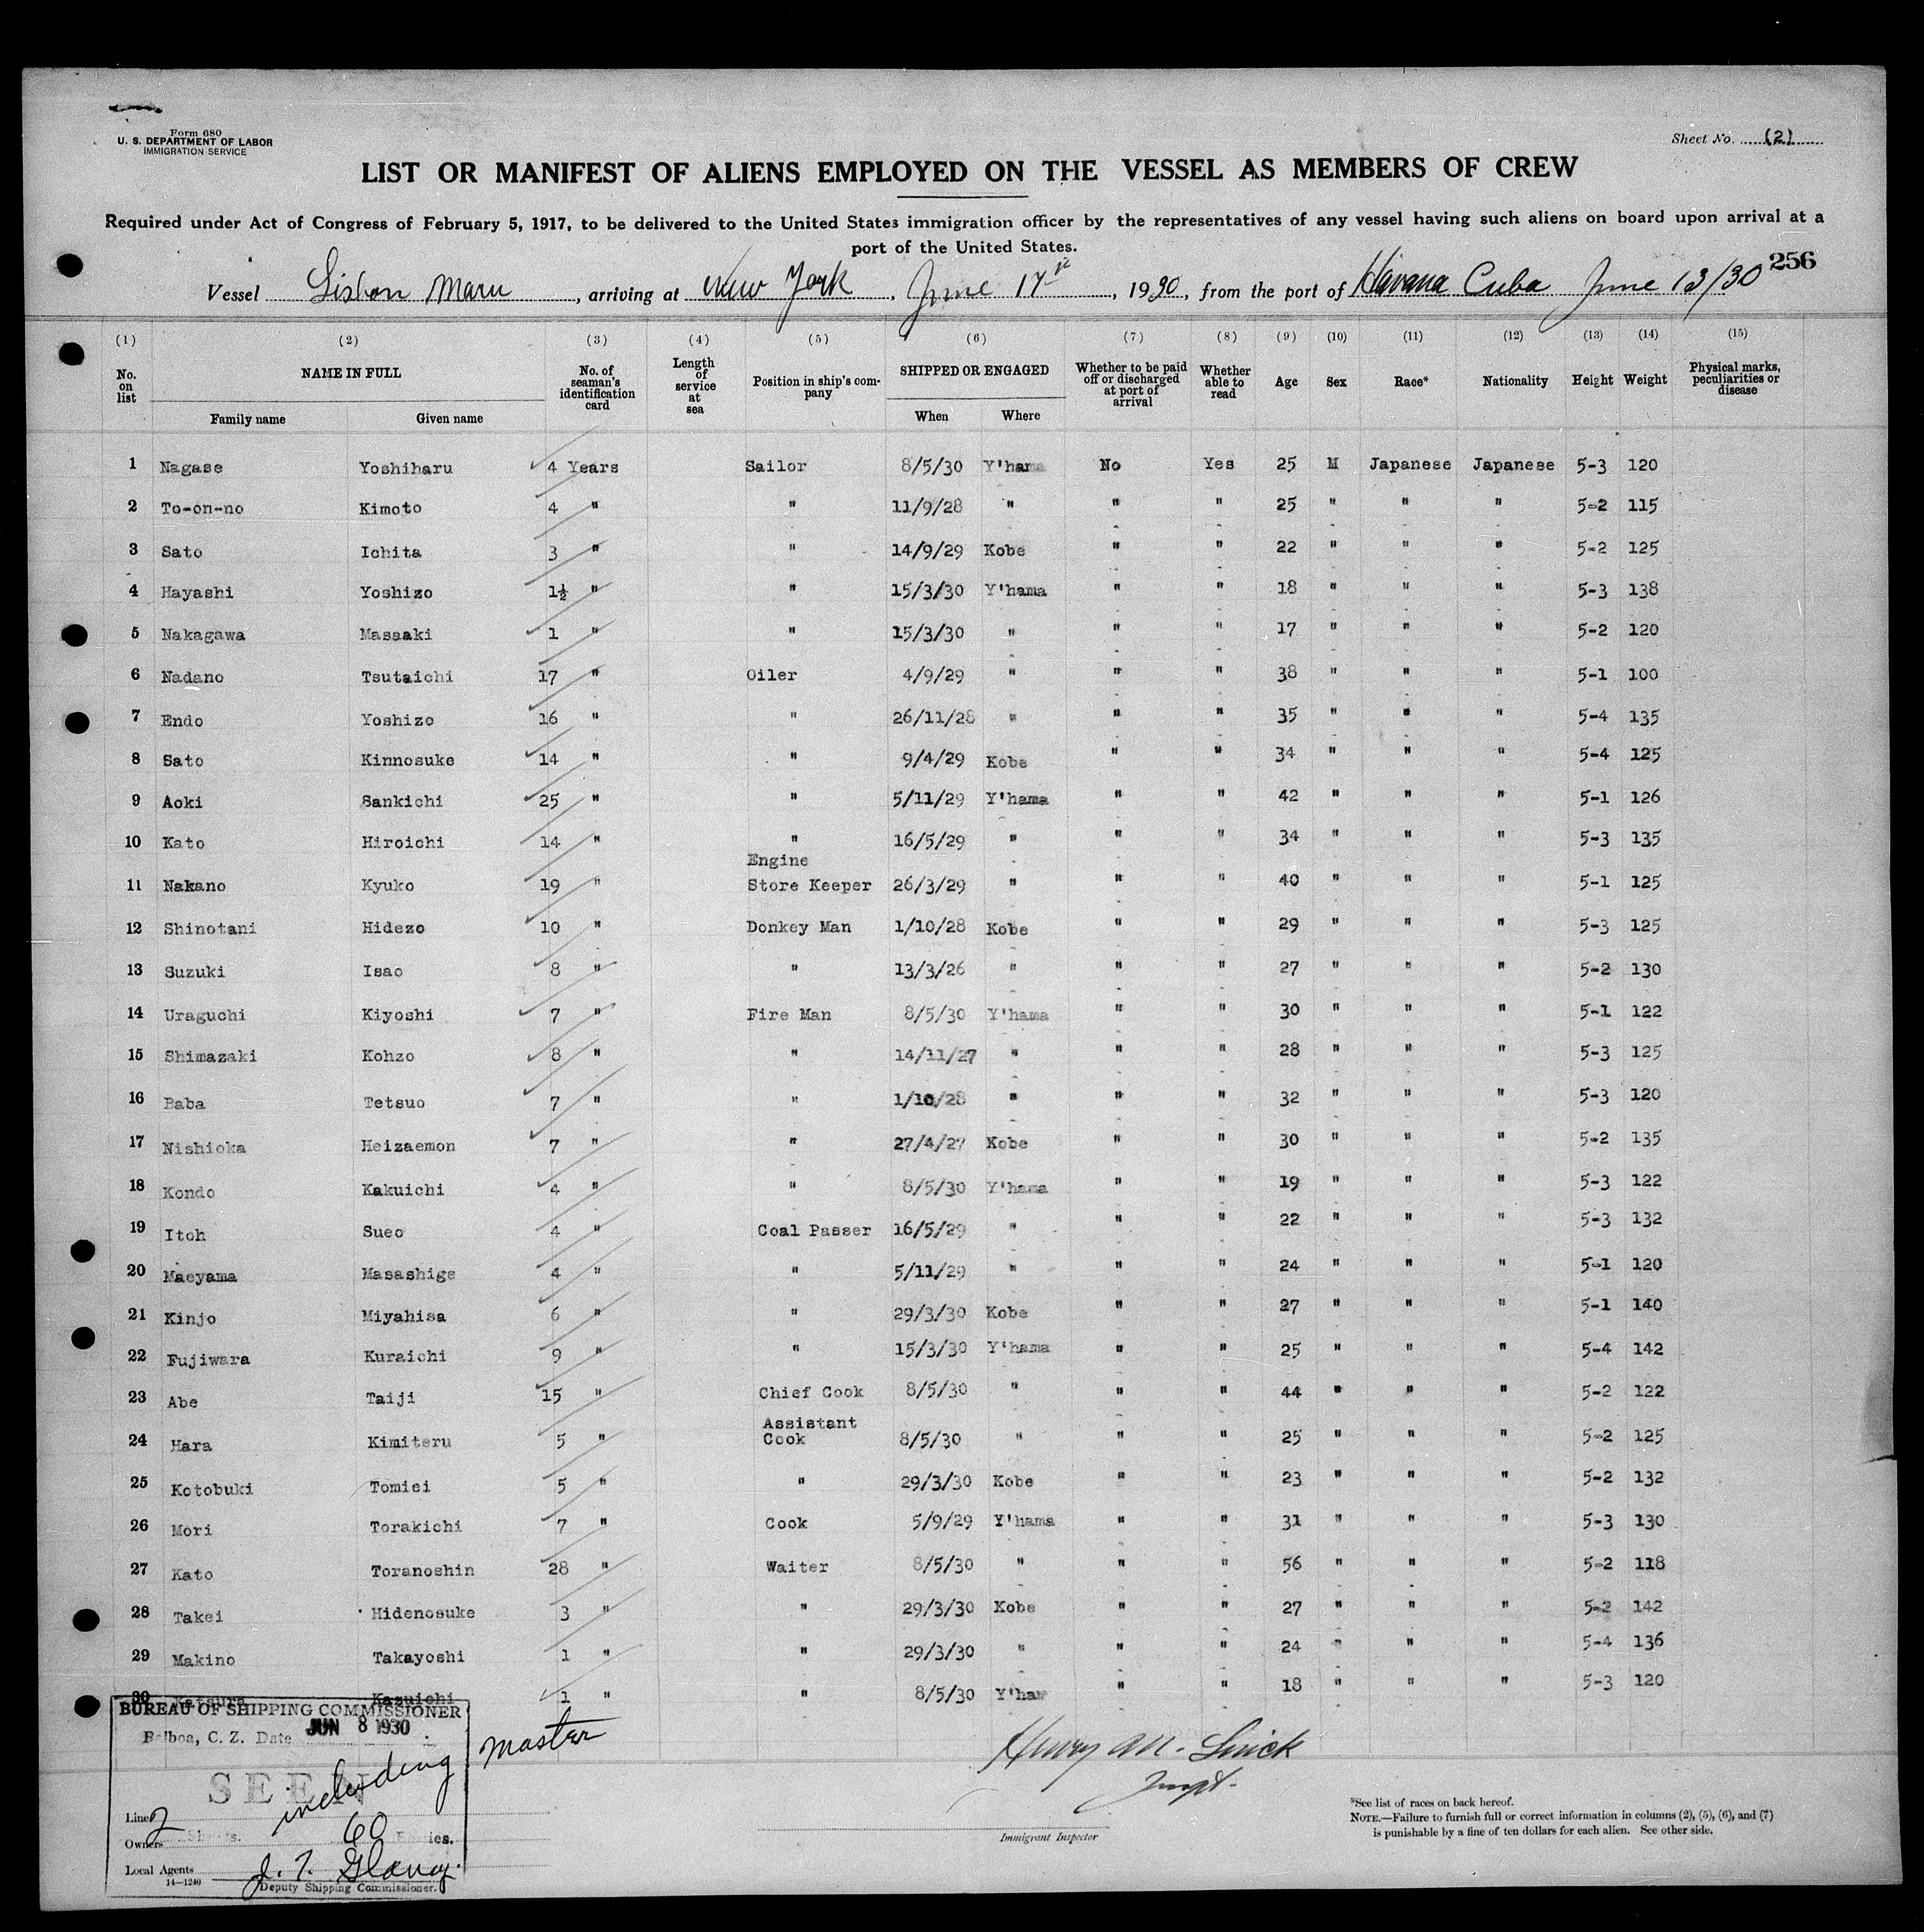 Form 680
U. S. DEPARTMENT OF LABOR
IMMIGRATION SERVICE
Sheet No. (2)
LIST OR MANIFEST OF ALIENS EMPLOYED ON THE VESSEL AS MEMBERS OF CREW
Required under Act of Congress of February 5, 1917, to be delivered to the United States immigration officer by the representatives of any vessel having such aliens on board upon arrival at a
port of the United States.
256
Vessel Lisbon Maru, arriving at New York, June 17th, 1930, from the port of Havana Cuba June 13/30
(1) (2) (3) (4) (5) (6) (7) (8) (9) (10) (11) (12) (13) (14) (15)
No. on list NAME IN FULL Family name Given name No. of seaman's identification card Length of service at sea Position in ship's company SHIPPED OR ENGAGED When Where Whether to be paid off or discharged at port of arrival Whether able to read Age Sex Race* Nationality Height Weight Physical marks, peculiarities or disease
1 Nagase Yoshiharu 4 Years Sailor 8/5/30 Y'hama No Yes 25 M Japanese Japanese 5-3 120
2 To-on-no Kimoto 4 " " 11/9/28 " " " 25 " " " 5-2 115
3 Sato Ichita 3 " " 14/9/29 Kobe " " 22 " " " 5-2 125
4 Hayashi Yoshizo 1½ " " 15/3/30 Y'hama " " 18 " " " 5-3 138
5 Nakagawa Masaaki 1 " " 15/3/30 " " " 17 " " " 5-2 120
6 Nadano Tsutaichi 17 " Oiler 4/9/29 " " " 38 " " " 5-1 100
7 Endo Yoshizo 16 " " 26/11/28 " " " 35 " " " 5-4 135
8 Sato Kinnosuke 14 " " 9/4/29 Kobe " " 34 " " " 5-4 125
9 Aoki Sankichi 25 " " 5/11/29 Y'hama " " 42 " " " 5-1 126
10 Kato Hiroichi 14 " " 16/5/29 " " " 34 " " " 5-3 135
11 Nakano Kyuko 19 " Engine Store Keeper 26/3/29 " " " 40 " " " 5-1 125
12 Shinotani Hidezo 10 " Donkey Man 1/10/28 Kobe " " 29 " " " 5-3 125
13 Suzuki Isao 8 " " 13/3/26 " " " 27 " " " 5-2 130
14 Uraguchi Kiyoshi 7 " Fire Man 8/5/30 Y'hama " " 30 " " " 5-1 122
15 Shimazaki Kohzo 8 " " 14/11/27 " " " 28 " " " 5-3 125
16 Baba Tetsuo 7 " " 1/10/28 " " " 32 " " " 5-3 120
17 Nishioka Heizaemon 7 " " 27/4/27 Kobe " " 30 " " " 5-2 135
18 Kondo Kakuichi 4 " " 8/5/30 Y'hama " " 19 " " " 5-3 122
19 Itoh Sueo 4 " Coal Passer 16/5/29 " " " 22 " " " 5-3 132
20 Maeyama Masashige 4 " " 5/11/29 " " " 24 " " " 5-1 120
21 Kinjo Miyahisa 6 " " 29/3/30 Kobe " " 27 " " " 5-1 140
22 Fujiwara Kuraichi 9 " " 15/3/30 Y'hama " " 25 " " " 5-4 142
23 Abe Taiji 15 " Chief Cook 8/5/30 " " " 44 " " " 5-2 122
24 Hara Kimiteru 5 " Assistant Cook 8/5/30 " " " 25 " " " 5-2 125
25 Kotobuki Tomiei 5 " " 29/3/30 Kobe " " 23 " " " 5-2 132
26 Mori Torakichi 7 " Cook 5/9/29 Y'hama " " 31 " " " 5-3 130
27 Kato Toranoshin 28 " Waiter 8/5/30 " " " 56 " " " 5-2 118
28 Takei Hidenosuke 3 " " 29/3/30 Kobe " " 27 " " " 5-2 142
29 Makino Takayoshi 1 " " 29/3/30 " " " 24 " " " 5-4 136
30 Katsura Kazuichi 1 " " 8/5/30 Y'ham " " 18 " " " 5-3 120
BUREAU OF SHIPPING COMMISSIONER
Balboa, C. Z. Date JUN 8 1930
SEEN
including Master
Line
2 Sheets. 60
Owners
Local Agents
14-1240
Deputy Shipping Commissioner.
Immigrant Inspector
*See list of races on back hereof.
NOTE.—Failure to furnish full or correct information in columns (2), (5), (6), and (7)
is punishable by a fine of ten dollars for each alien. See other side.